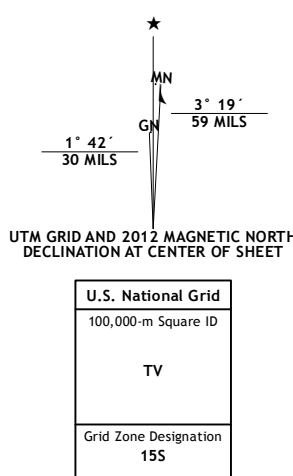 ★
MN
GN
3° 19´
59 MILS
1° 42´
30 MILS
UTM GRID AND 2012 MAGNETIC NORTH
DECLINATION AT CENTER OF SHEET
U.S. National Grid
100,000-m Square ID
TV
Grid Zone Designation
15S